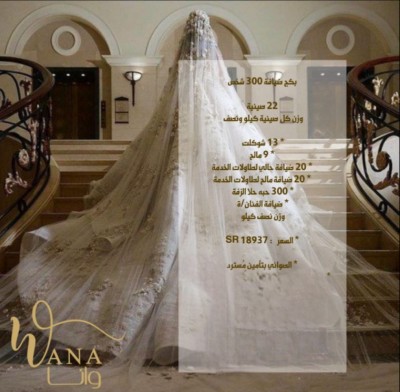 بكج ضيافة 300 شخص
22 صينية
وزن كل صينية كيلو ونصف
* 13 شوكلت
* 9 مالح
* 20 ضيافة حالي لطاولات الخدمة
* 20 ضيافة مالح لطاولات الخدمة
* 300 حبه حلا الزفة
* ضيافة الفنان/ة
وزن نصف كيلو
* السعر : SR 18937
* الصواني بتأمين مُسترد
WANA
وانا